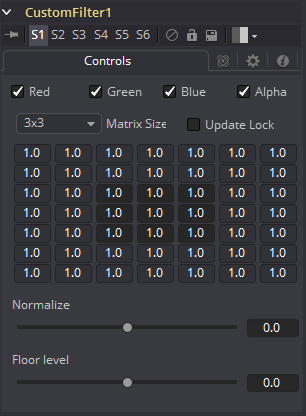 CustomFilter1
S1 S2 S3 S4 S5 S6
Controls
Red Green Blue Alpha
3x3 Matrix Size Update Lock
1.0 1.0 1.0 1.0 1.0 1.0 1.0
1.0 1.0 1.0 1.0 1.0 1.0 1.0
1.0 1.0 1.0 1.0 1.0 1.0 1.0
1.0 1.0 1.0 1.0 1.0 1.0 1.0
1.0 1.0 1.0 1.0 1.0 1.0 1.0
1.0 1.0 1.0 1.0 1.0 1.0 1.0
1.0 1.0 1.0 1.0 1.0 1.0 1.0
Normalize
0.0
Floor level
0.0